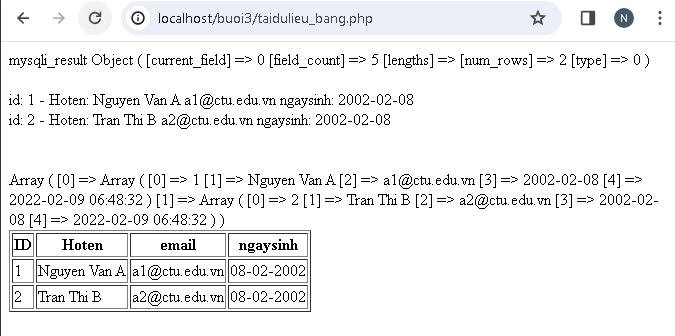 localhost/buoi3/taidulieu_bang.php
N
mysqli_result Object ( [current_field] => 0 [field_count] => 5 [lengths] => [num_rows] => 2 [type] => 0 )
id: 1 - Hoten: Nguyen Van A a1@ctu.edu.vn ngaysinh: 2002-02-08
id: 2 - Hoten: Tran Thi B a2@ctu.edu.vn ngaysinh: 2002-02-08
Array ( [0] => Array ( [0] => 1 [1] => Nguyen Van A [2] => a1@ctu.edu.vn [3] => 2002-02-08 [4] =>
2022-02-09 06:48:32 ) [1] => Array ( [0] => 2 [1] => Tran Thi B [2] => a2@ctu.edu.vn [3] => 2002-02-
08 [4] => 2022-02-09 06:48:32 ) )
ID Hoten email ngaysinh
1 Nguyen Van A a1@ctu.edu.vn 08-02-2002
2 Tran Thi B a2@ctu.edu.vn 08-02-2002